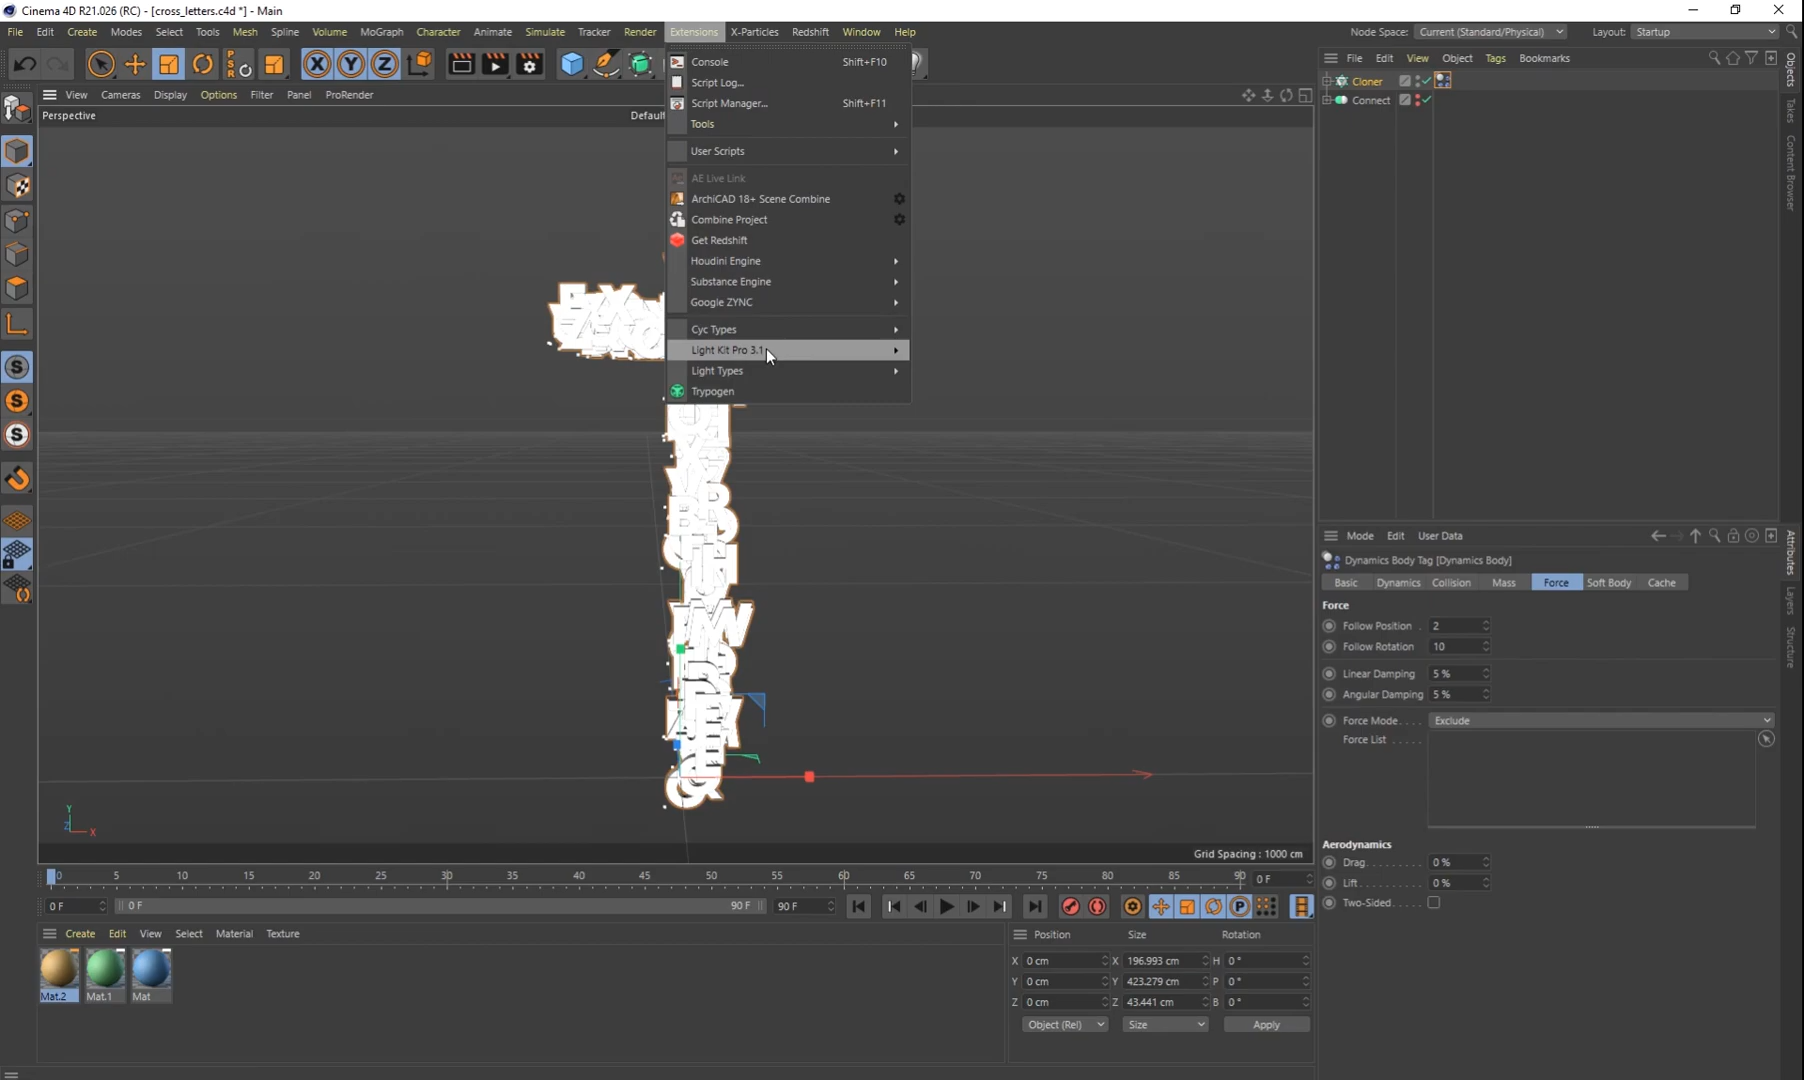 Cinema 4D R21.026 (RC) - [cross_letters.c4d *] - Main
File Edit Create Modes Select Tools Mesh Spline Volume MoGraph Character Animate Simulate Tracker Render Extensions X-Particles Redshift Window Help
Node Space: Current (Standard/Physical) Layout: Startup
PSR X Y Z
View Cameras Display Options Filter Panel ProRender
Perspective
Default
Console Shift+F10
Script Log...
Script Manager... Shift+F11
Tools
User Scripts
AE Live Link
ArchiCAD 18+ Scene Combine
Combine Project
Get Redshift
Houdini Engine
Substance Engine
Google ZYNC
Cyc Types
Light Kit Pro 3.1
Light Types
Trypogen
File Edit View Object Tags Bookmarks
Cloner
Connect
Objects
Takes
Content Browser
S
S
S
Y
Z X
Grid Spacing : 1000 cm
Mode Edit User Data
Dynamics Body Tag [Dynamics Body]
Basic Dynamics Collision Mass Force Soft Body Cache
Force
Follow Position . 2
Follow Rotation 10
Linear Damping 5 %
Angular Damping 5 %
Force Mode.... Exclude
Force List ......
Aerodynamics
Drag........ 0 %
Lift......... 0 %
Two-Sided.....
Attributes
Layers
Structure
0 5 10 15 20 25 30 35 40 45 50 55 60 65 70 75 80 85 90 0 F
0 F 0 F 90 F 90 F P
Create Edit View Select Material Texture
Mat.2 Mat.1 Mat
Position Size Rotation
X 0 cm X 196.993 cm H 0 °
Y 0 cm Y 423.279 cm P 0 °
Z 0 cm Z 43.441 cm B 0 °
Object (Rel) Size Apply